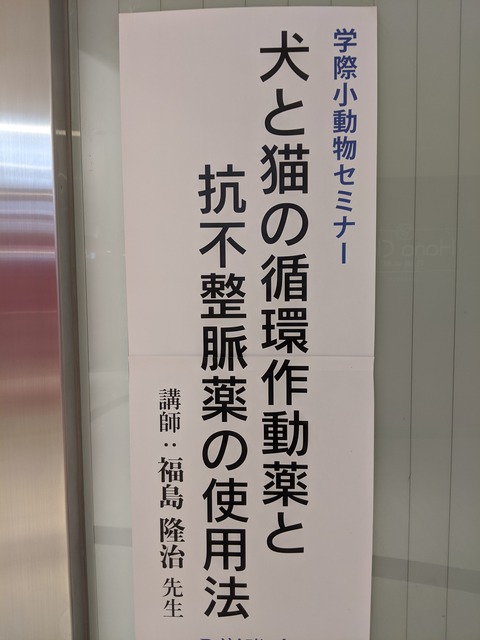 学際小動物セミナー
犬と猫の循環作動薬と
抗不整脈薬の使用法
講師：福島 隆治 先生